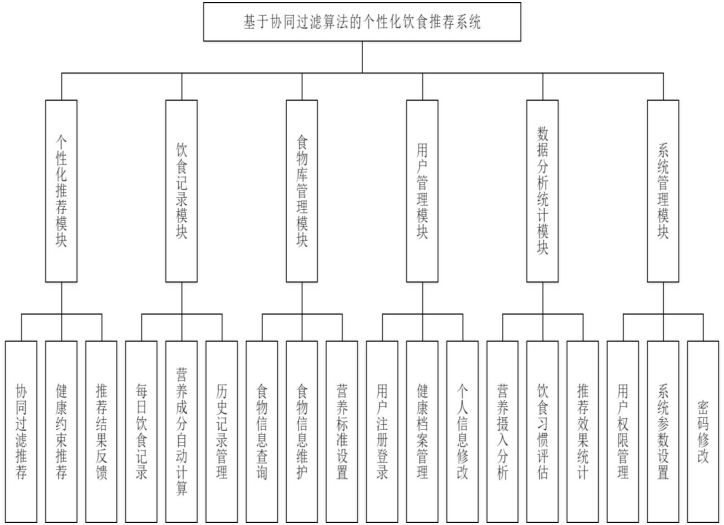 基于协同过滤算法的个性化饮食推荐系统
个性化推荐模块
饮食记录模块
食物库管理模块
用户管理模块
数据分析统计模块
系统管理模块
协同过滤推荐
健康约束推荐
推荐结果反馈
每日饮食记录
营养成分自动计算
历史记录管理
食物信息查询
食物信息维护
营养标准设置
用户注册登录
健康档案管理
个人信息修改
营养摄入分析
饮食习惯评估
推荐效果统计
用户权限管理
系统参数设置
密码修改